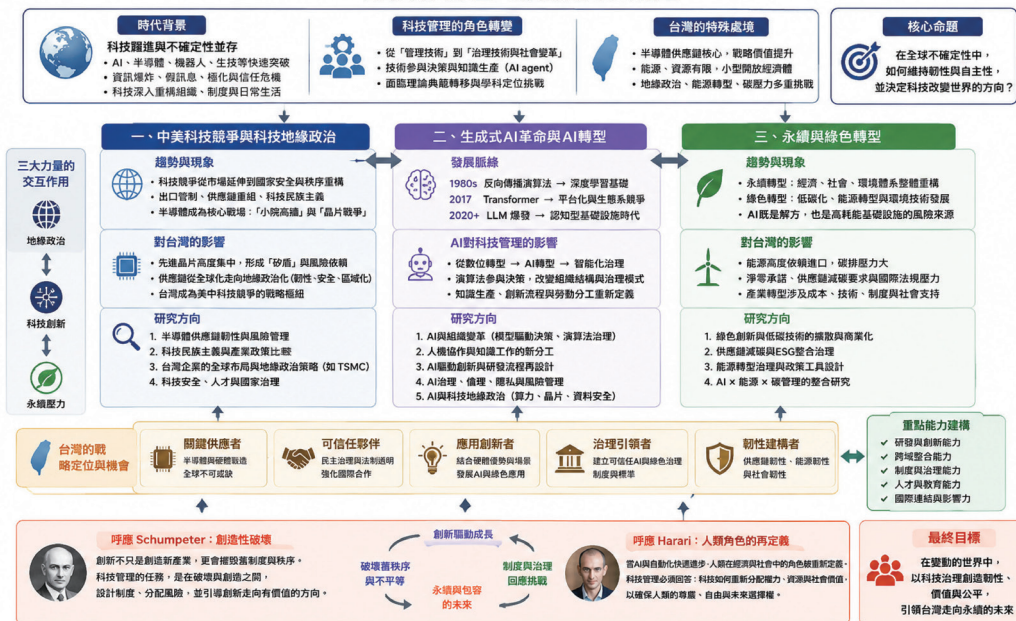 時代背景
科技躍進與不確定性並存
• AI、半導體、機器人、生技等快速突破
• 資訊爆炸、假訊息、極化與信任危機
• 科技深入重構組織、制度與日常生活
科技管理的角色轉變
• 從「管理技術」到「治理技術與社會變革」
• 技術參與決策與知識生產（AI agent）
• 面臨理論典範轉移與學科定位挑戰
台灣的特殊處境
• 半導體供應鏈核心，戰略價值提升
• 能源、資源有限，小型開放經濟體
• 地緣政治、能源轉型、碳壓力多重挑戰
核心命題
在全球不確定性中，
如何維持韌性與自主性，
並決定科技改變世界的方向？
三大力量的
交互作用
地緣政治
科技創新
永續壓力
一、中美科技競爭與科技地緣政治
趨勢與現象
• 科技競爭從市場延伸到國家安全與秩序重構
• 出口管制、供應鏈重組、科技民族主義
• 半導體成為核心戰場：「小院高牆」與「晶片戰爭」
對台灣的影響
• 先進晶片高度集中，形成「矽盾」與風險依賴
• 供應鏈從全球化走向地緣政治化（韌性、安全、區域化）
• 台灣成為美中科技競爭的戰略樞紐
研究方向
1. 半導體供應鏈韌性與風險管理
2. 科技民族主義與產業政策比較
3. 台灣企業的全球布局與地緣政治策略（如 TSMC）
4. 科技安全、人才與國家治理
二、生成式AI革命與AI轉型
發展脈絡
1980s 反向傳播演算法 → 深度學習基礎
2017 Transformer → 平台化與生態系競爭
2020+ LLM 爆發 → 認知型基礎設施時代
AI對科技管理的影響
• 從數位轉型 → AI轉型 → 智能化治理
• 演算法參與決策，改變組織結構與治理模式
• 知識生產、創新流程與勞動分工重新定義
研究方向
1. AI與組織變革（模型驅動決策、演算法治理）
2. 人機協作與知識工作的新分工
3. AI驅動創新與研發流程再設計
4. AI治理、倫理、隱私與風險管理
5. AI與科技地緣政治（算力、晶片、資料安全）
三、永續與綠色轉型
趨勢與現象
• 永續轉型：經濟、社會、環境體系整體重構
• 綠色轉型：低碳化、能源轉型與環境技術發展
• AI既是解方，也是高耗能基礎設施的風險來源
對台灣的影響
• 能源高度依賴進口，碳排壓力大
• 淨零承諾、供應鏈減碳要求與國際法規壓力
• 產業轉型涉及成本、技術、制度與社會支持
研究方向
1. 綠色創新與低碳技術的擴散與商業化
2. 供應鏈減碳與ESG整合治理
3. 能源轉型治理與政策工具設計
4. AI × 能源 × 碳管理的整合研究
台灣的戰
略定位與機會
關鍵供應者
半導體與硬體製造
全球不可或缺
可信任夥伴
民主治理與法制透明
強化國際合作
應用創新者
結合硬體優勢與場景
發展AI與綠色應用
治理引領者
建立可信任AI與綠色治理
制度與標準
韌性建構者
供應鏈韌性、能源韌性
與社會韌性
重點能力建構
✓ 研發與創新能力
✓ 跨域整合能力
✓ 制度與治理能力
✓ 人才與教育能力
✓ 國際連結與影響力
呼應 Schumpeter：創造性破壞
創新不只是創造新產業，更會摧毀舊制度與秩序。
科技管理的任務，是在破壞與創造之間，
設計制度、分配風險，並引導創新走向有價值的方向。
創新驅動成長
破壞舊秩序
與不平等
制度與治理
回應挑戰
永續與包容
的未來
呼應 Harari：人類角色的再定義
當AI與自動化快速進步，人類在經濟與社會中的角色被重新定義。
科技管理必須回答：科技如何重新分配權力、資源與社會價值，
以確保人類的尊嚴、自由與未來選擇權。
最終目標
在變動的世界中，
以科技治理創造韌性、
價值與公平，
引領台灣走向永續的未來